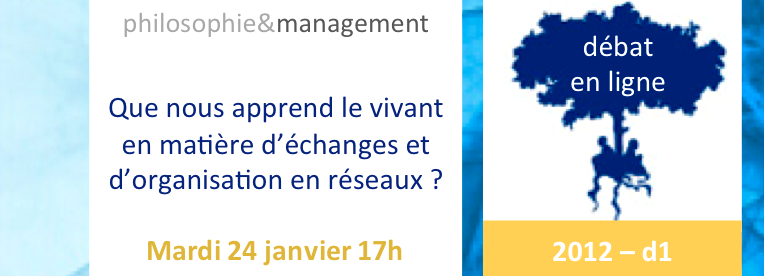 philosophie&management
Que nous apprend le vivant
en matière d'échanges et
d'organisation en réseaux ?
Mardi 24 janvier 17h
débat
en ligne
2012 – d1